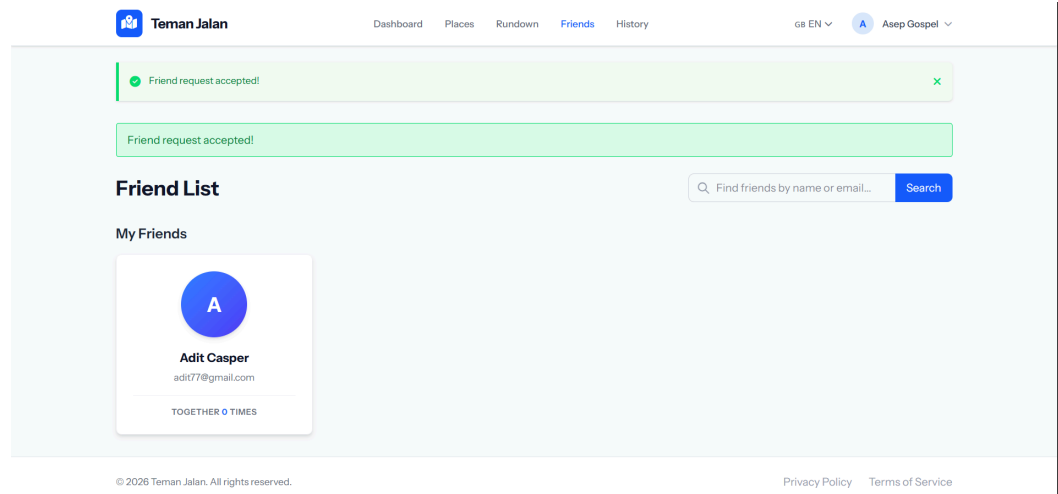 Teman Jalan
Dashboard Places Rundown Friends History
GB EN
A Asep Gospel
Friend request accepted!
Friend request accepted!
Friend List
Find friends by name or email...
Search
My Friends
A
Adit Casper
adit77@gmail.com
TOGETHER 0 TIMES
© 2026 Teman Jalan. All rights reserved.
Privacy Policy Terms of Service